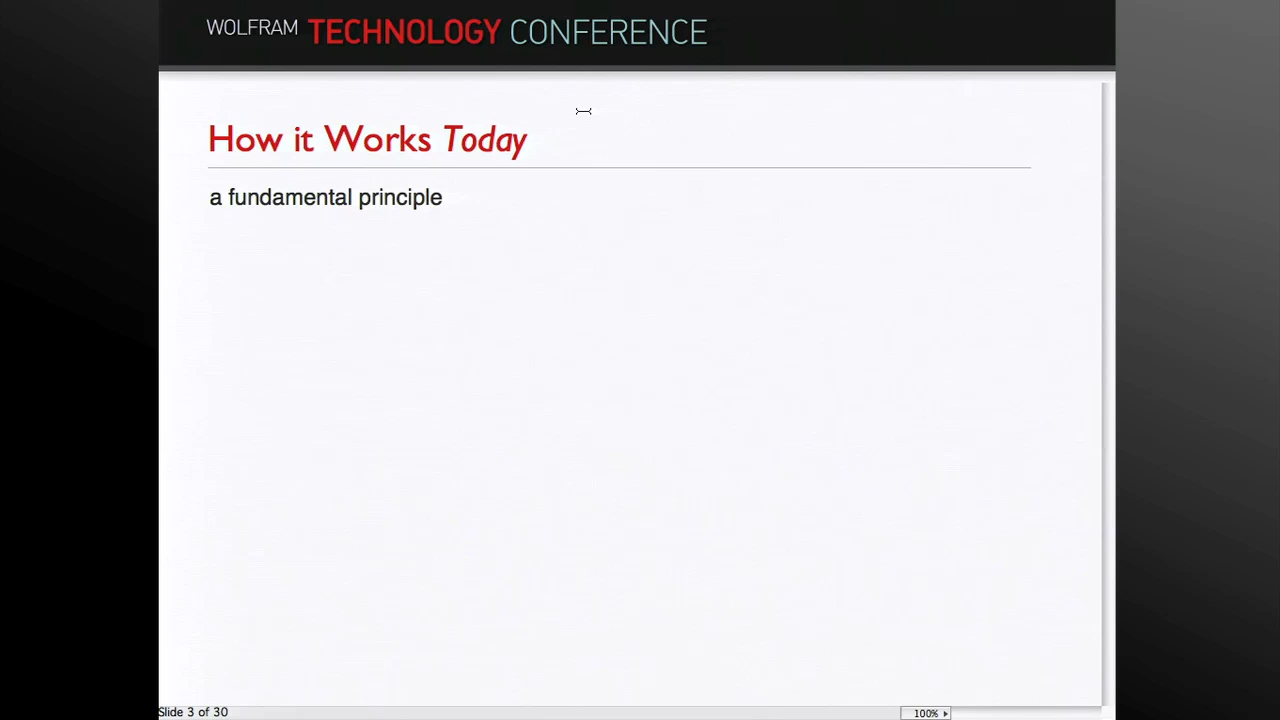 WOLFRAM TECHNOLOGY CONFERENCE
How it Works Today
a fundamental principle
Slide 3 of 30
100%